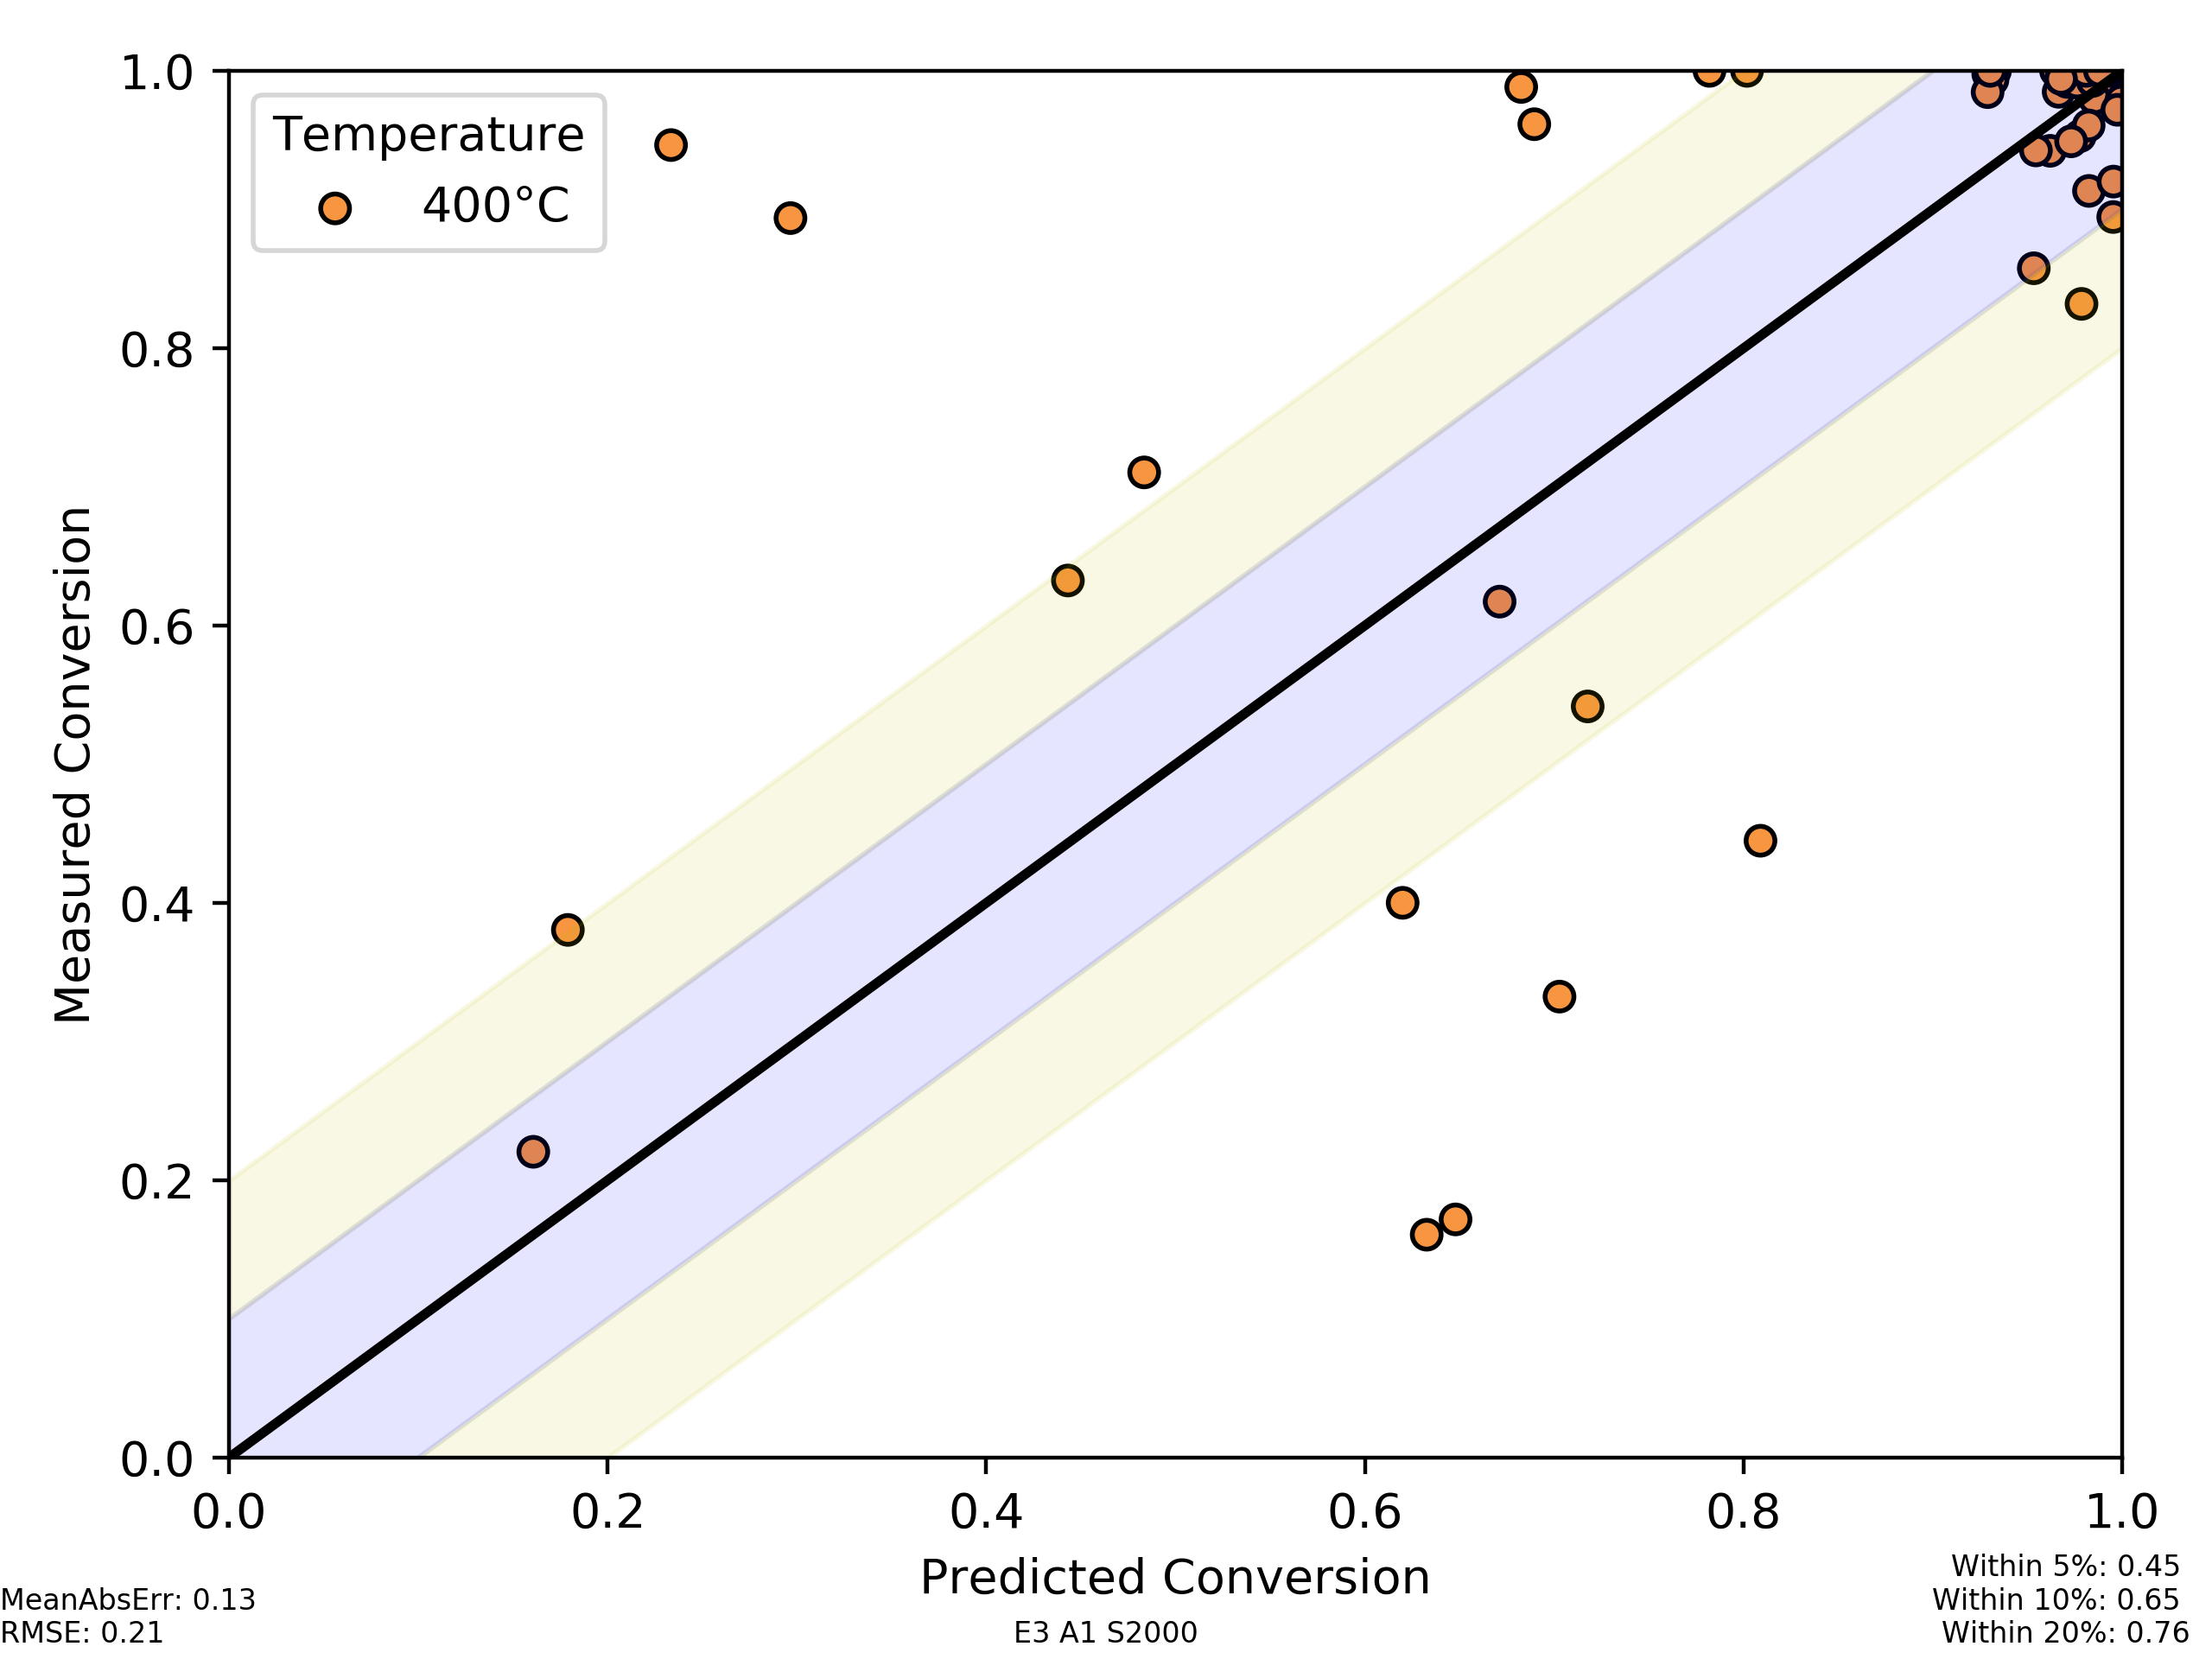 1.0
0.8
0.6
0.4
0.2
0.0
Measured Conversion
Temperature
400°C
0.0 0.2 0.4 0.6 0.8 1.0
Predicted Conversion
MeanAbsErr: 0.13
RMSE: 0.21
E3 A1 S2000
Within 5%: 0.45
Within 10%: 0.65
Within 20%: 0.76